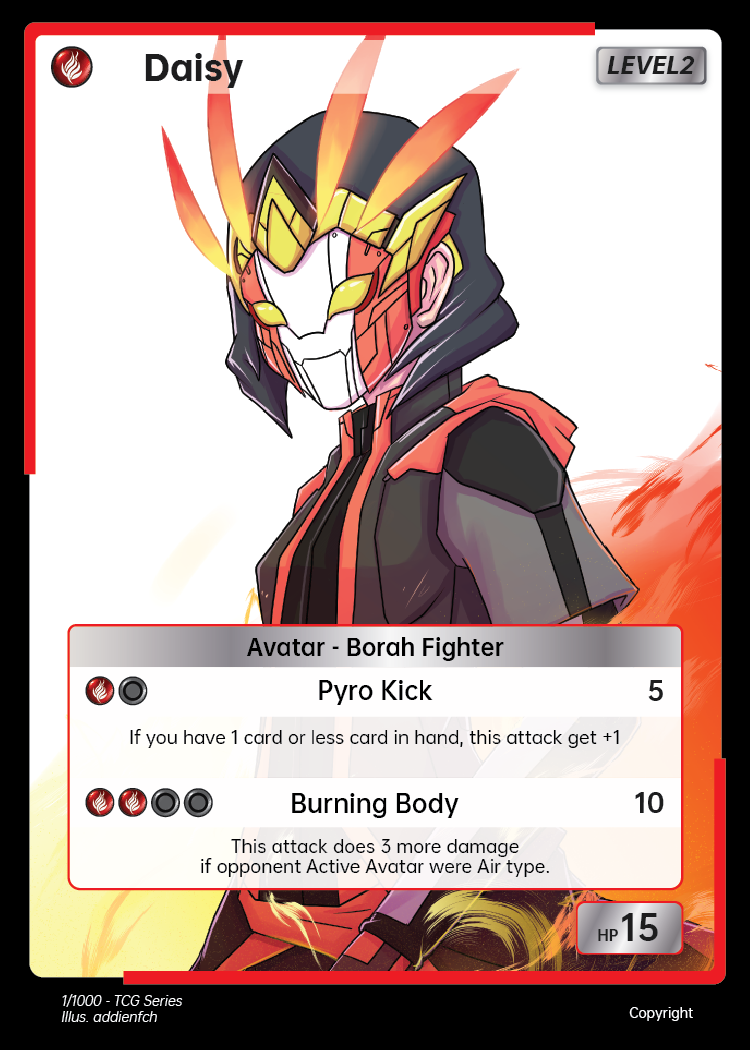 Daisy
LEVEL2
Avatar - Borah Fighter
Pyro Kick 5
If you have 1 card or less card in hand, this attack get +1
Burning Body 10
This attack does 3 more damage
if opponent Active Avatar were Air type.
HP 15
1/1000 - TCG Series
Illus. addienfch
Copyright